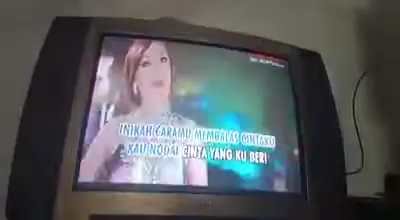 INIKAH CARAMU MEMBALAS CINTAKU
KAU NODAI CINTA YANG KU BERI